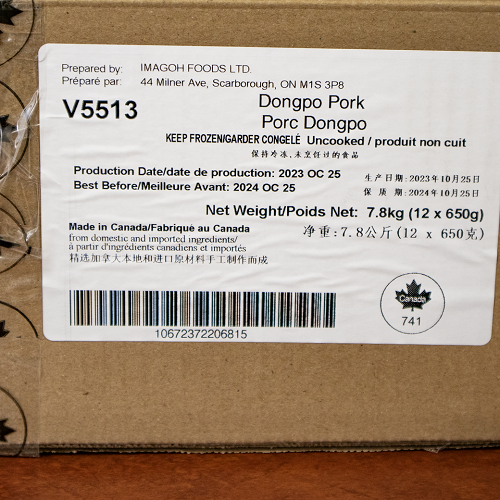 Prepared by: IMAGOH FOODS LTD.
Préparé par: 44 Milner Ave, Scarborough, ON M1S 3P8
V5513
Dongpo Pork
Porc Dongpo
KEEP FROZEN/GARDER CONGELÉ Uncooked / produit non cuit
保持冷冻,未烹饪过的食品
Production Date/date de production: 2023 OC 25
生产日期:2023年10月25日
Best Before/Meilleure Avant: 2024 OC 25
保 质 期:2024年10月25日
Net Weight/Poids Net: 7.8kg (12 x 650g)
净重:7.8公斤(12 x 650克)
Made in Canada/Fabriqué au Canada
from domestic and imported ingredients/
à partir d'ingrédients canadiens et importés
精选加拿大本地和进口原材料手工制作而成
10672372206815
Canada
741